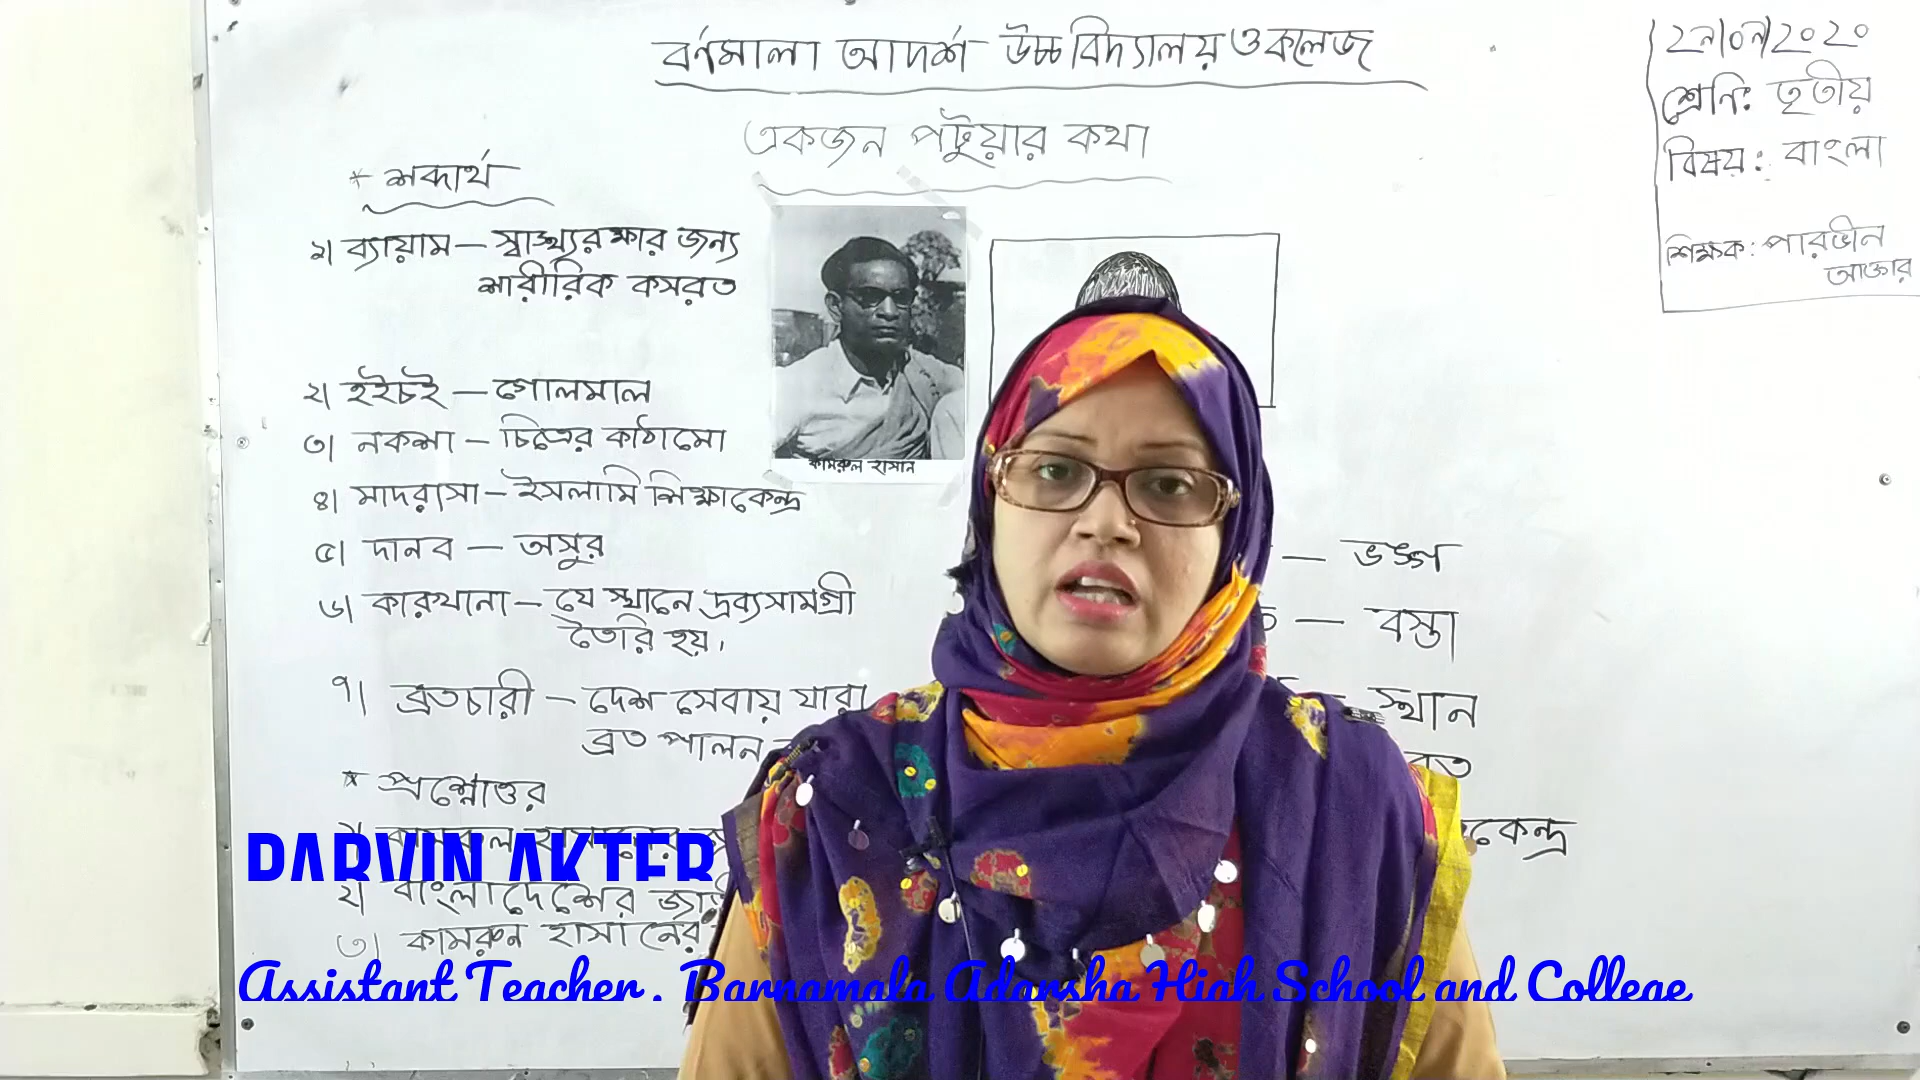 বর্ণমালা আদর্শ উচ্চ বিদ্যালয় ও কলেজ
একজন পটুয়ার কথা
২৯/০৯/২০২০
শ্রেণি: তৃতীয়
বিষয়: বাংলা
শিক্ষক: পারভীন
আক্তার
* শব্দার্থ
১। ব্যায়াম — স্বাস্থ্যরক্ষার জন্য
শারীরিক কসরত
২। হইচই — গোলমাল
৩। নকশা — চিত্রের কাঠামো
৪। মাদরাসা — ইসলামি শিক্ষাকেন্দ্র
৫। দানব — অসুর
৬। কারখানা — যে স্থানে দ্রব্যসামগ্রী
তৈরি হয়।
৭। ব্রতচারী — দেশ সেবায় যারা
ব্রত পালন
কামরুল হাসান
— ভঙ্গ
— বস্তা
— স্থান
কেন্দ্র
* প্রশ্নোত্তর
২। বাংলাদেশের
৩। কামরুল হাসানের
PARVIN AKTER
Assistant Teacher, Barnamala Adarsha High School and College